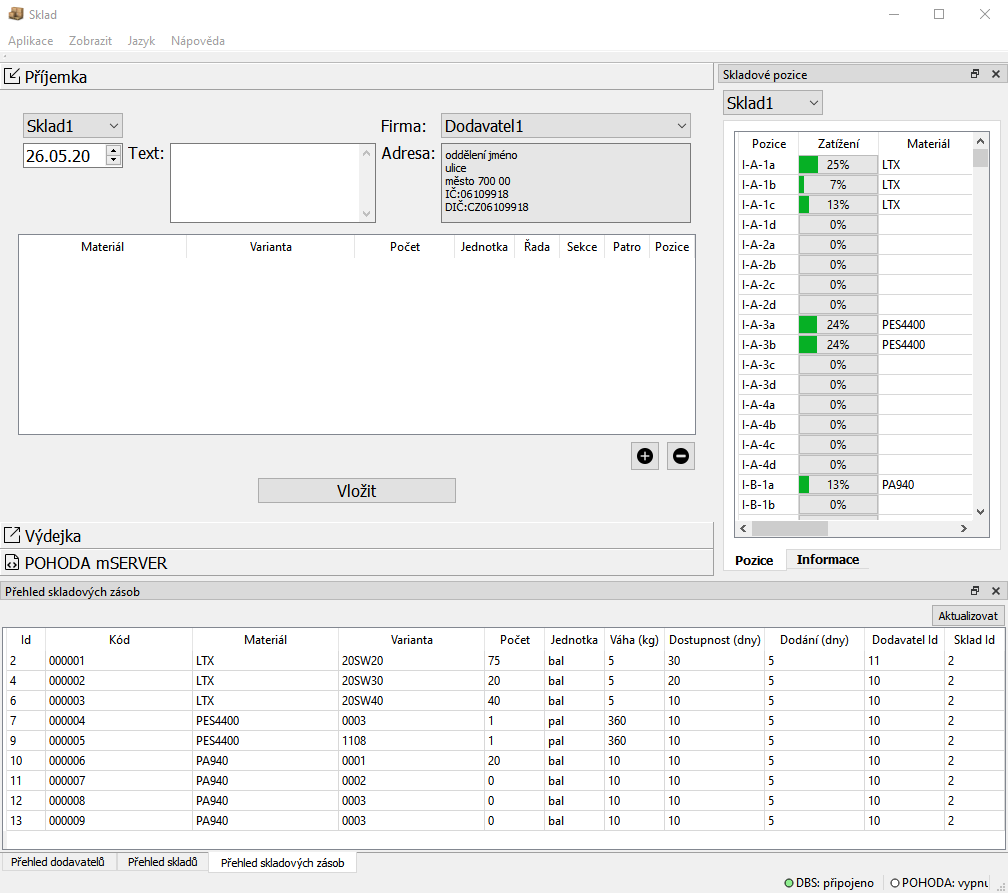 Sklad
Aplikace Zobrazit Jazyk Nápověda
Příjemka
Sklad1 Firma: Dodavatel1
26.05.20 Text: Adresa: oddělení jméno
ulice
město 700 00
IČ:06109918
DIČ:CZ06109918
Materiál Varianta Počet Jednotka Řada Sekce Patro Pozice
Vložit
Výdejka
POHODA mSERVER
Skladové pozice
Sklad1
Pozice Zatížení Materiál
I-A-1a 25% LTX
I-A-1b 7% LTX
I-A-1c 13% LTX
I-A-1d 0%
I-A-2a 0%
I-A-2b 0%
I-A-2c 0%
I-A-2d 0%
I-A-3a 24% PES4400
I-A-3b 24% PES4400
I-A-3c 0%
I-A-3d 0%
I-A-4a 0%
I-A-4b 0%
I-A-4c 0%
I-A-4d 0%
I-B-1a 13% PA940
I-B-1b 0%
Pozice Informace
Přehled skladových zásob
Aktualizovat
Id Kód Materiál Varianta Počet Jednotka Váha (kg) Dostupnost (dny) Dodání (dny) Dodavatel Id Sklad Id
2 000001 LTX 20SW20 75 bal 5 30 5 11 2
4 000002 LTX 20SW30 20 bal 5 20 5 10 2
6 000003 LTX 20SW40 40 bal 5 10 5 10 2
7 000004 PES4400 0003 1 pal 360 10 5 10 2
9 000005 PES4400 1108 1 pal 360 10 5 10 2
10 000006 PA940 0001 20 bal 10 10 5 10 2
11 000007 PA940 0002 0 bal 10 10 5 10 2
12 000008 PA940 0003 0 bal 10 10 5 10 2
13 000009 PA940 0003 0 bal 10 10 5 10 2
Přehled dodavatelů Přehled skladů Přehled skladových zásob
DBS: připojeno POHODA: vypnu